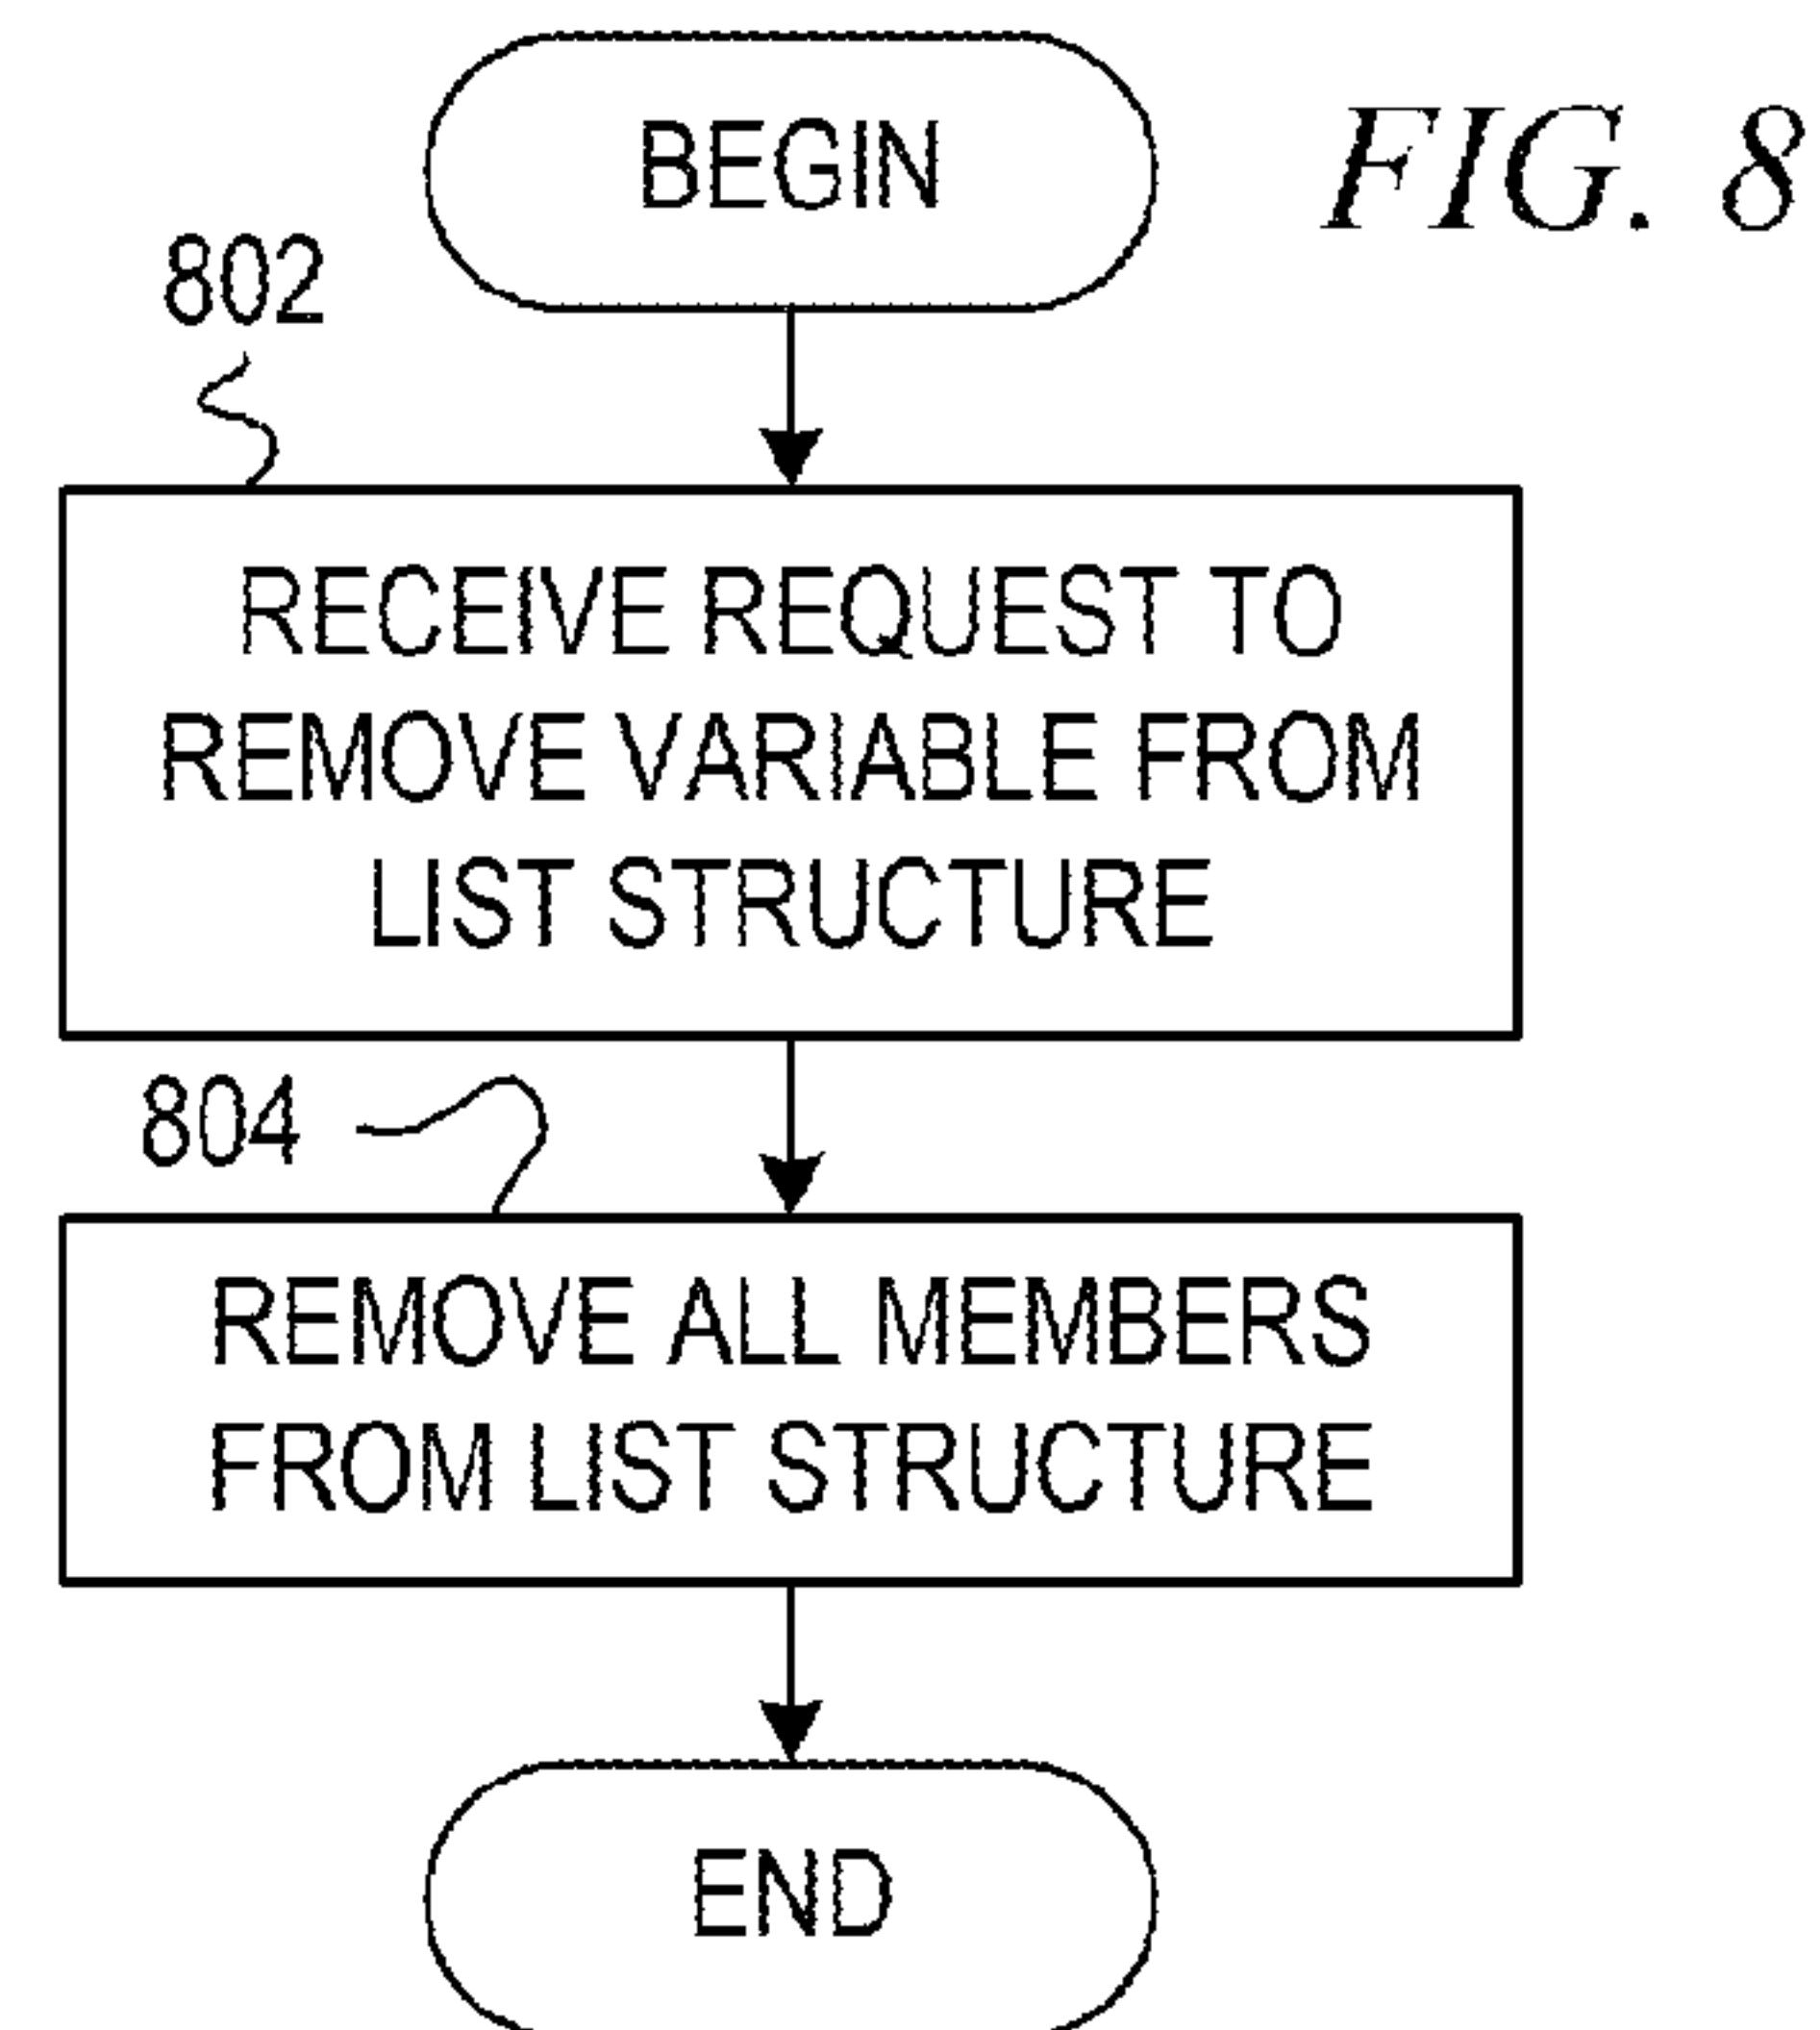 BEGIN
FIG. 8
802
RECEIVE REQUEST TO
REMOVE VARIABLE FROM
LIST STRUCTURE
804
REMOVE ALL MEMBERS
FROM LIST STRUCTURE
END